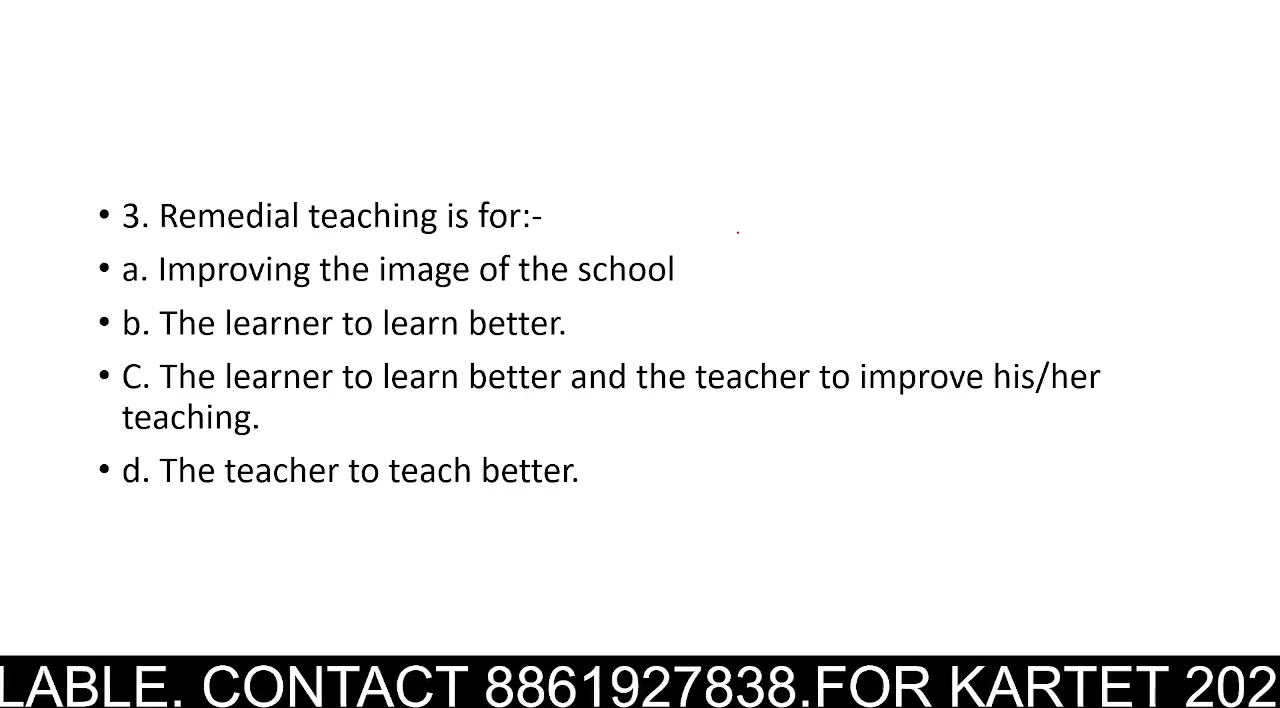 • 3. Remedial teaching is for:-
• a. Improving the image of the school
• b. The learner to learn better.
• C. The learner to learn better and the teacher to improve his/her
teaching.
• d. The teacher to teach better.
LABLE. CONTACT 8861927838.FOR KARTET 202